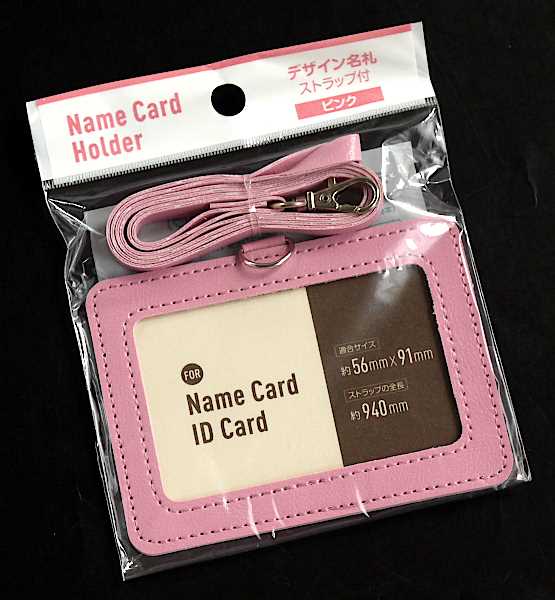 Name Card
Holder
デザイン名札
ストラップ付
ピンク
FOR
Name Card
ID Card
適合サイズ
約56mm×91mm
ストラップの全長
約940mm